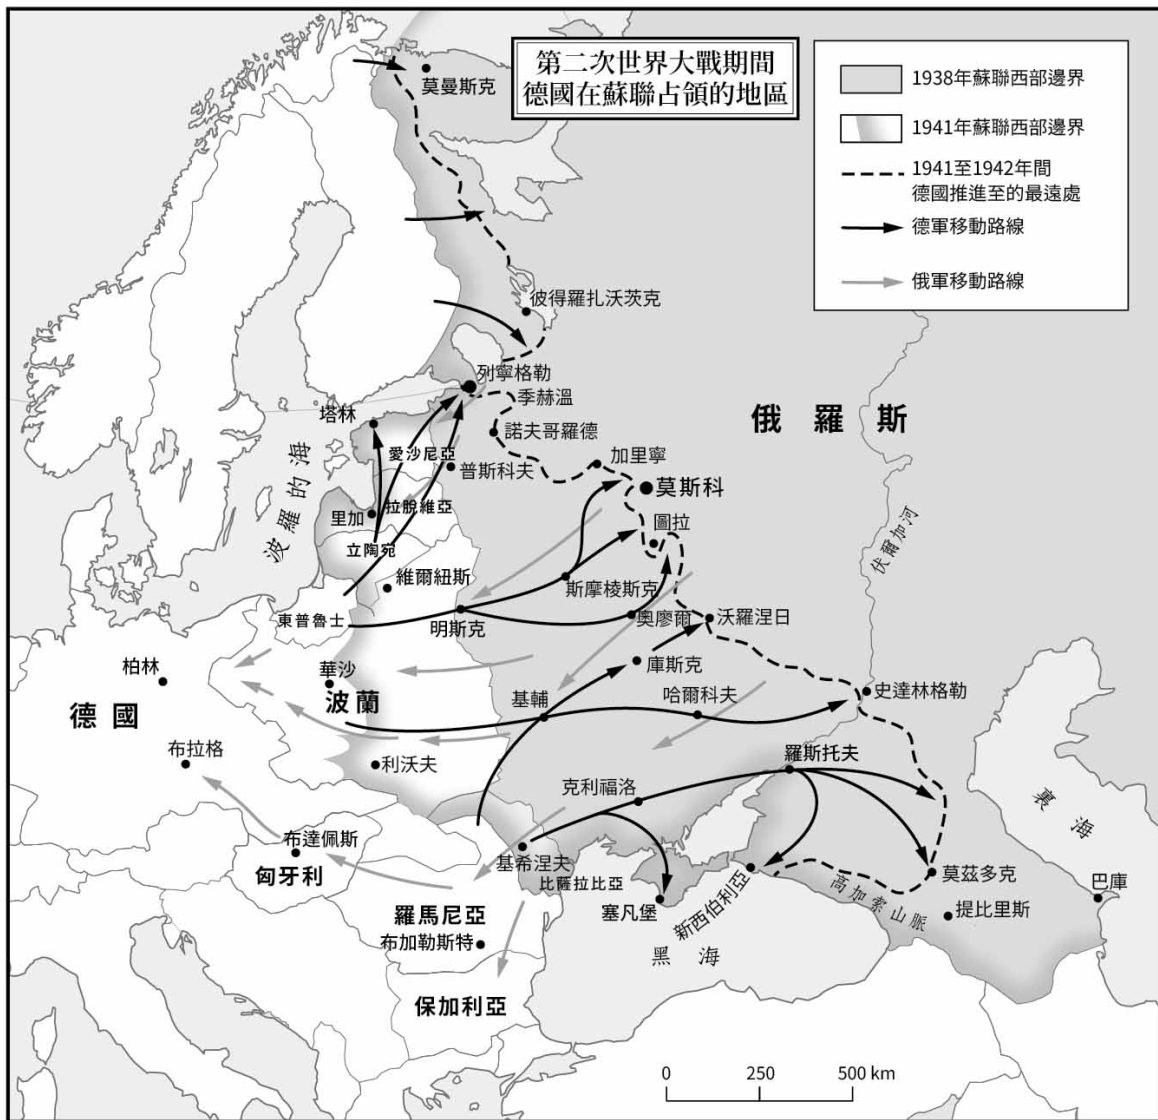 第二次世界大戰期間
德國在蘇聯占領的地區
1938年蘇聯西部邊界
1941年蘇聯西部邊界
1941至1942年間
德國推進至的最遠處
德軍移動路線
俄軍移動路線
莫曼斯克
彼得羅扎沃茨克
列寧格勒
季赫溫
塔林
諾夫哥羅德
俄羅斯
愛沙尼亞
普斯科夫
加里寧
波羅的海
莫斯科
拉脫維亞
里加
圖拉
伏爾加河
立陶宛
維爾紐斯
斯摩棱斯克
東普魯士
明斯克
奧廖爾
沃羅涅日
柏林
華沙
庫斯克
波蘭
哈爾科夫
史達林格勒
德國
基輔
布拉格
利沃夫
羅斯托夫
克利福洛
裏海
布達佩斯
基希涅夫
匈牙利
比薩拉比亞
莫茲多克
巴庫
羅馬尼亞
塞凡堡
新西伯利亞
高加索山脈
提比里斯
布加勒斯特
黑海
保加利亞
0 250 500 km